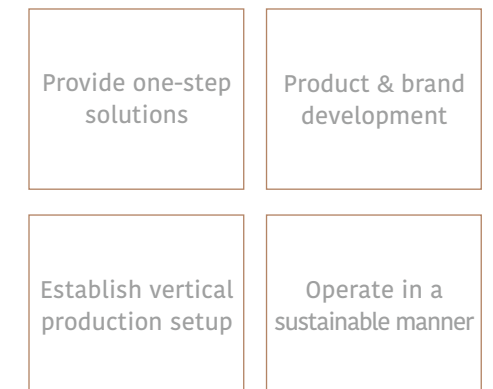 Provide one-step
solutions
Product & brand
development
Establish vertical
production setup
Operate in a
sustainable manner